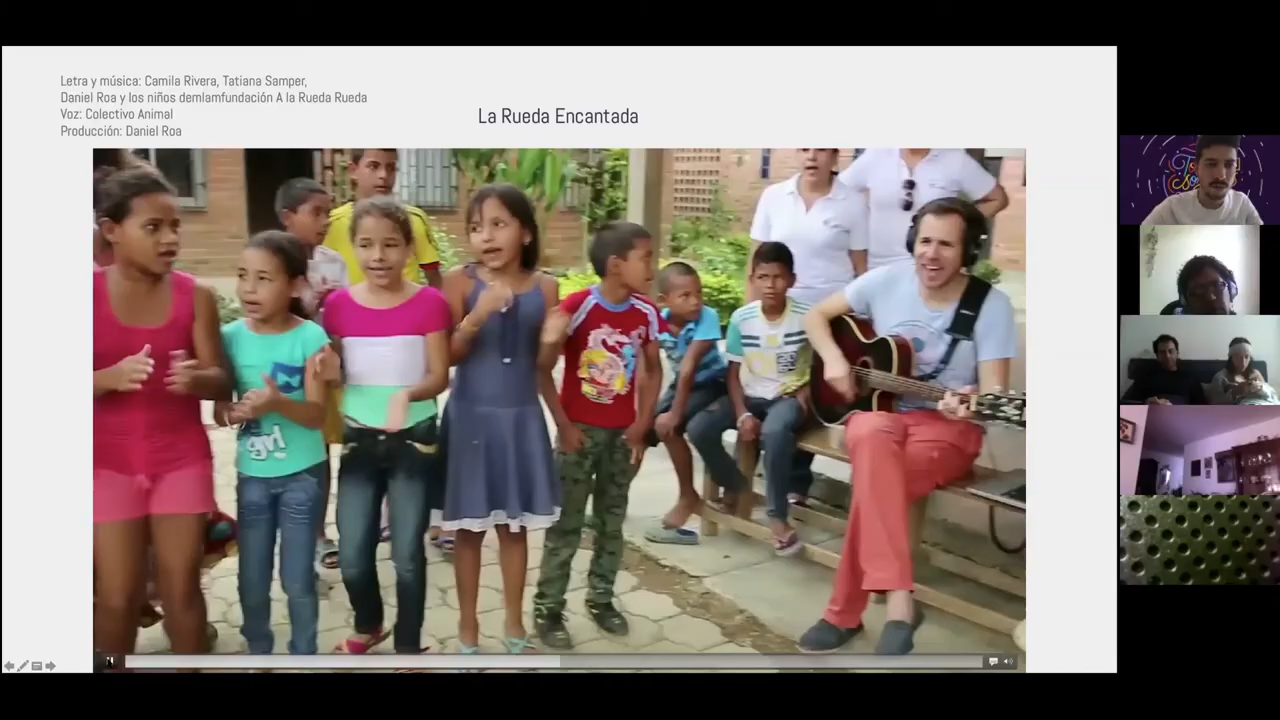 Letra y música: Camila Rivera, Tatiana Samper,
Daniel Roa y los niños demlamfundación A la Rueda Rueda
Voz: Colectivo Animal
Producción: Daniel Roa
La Rueda Encantada
girl